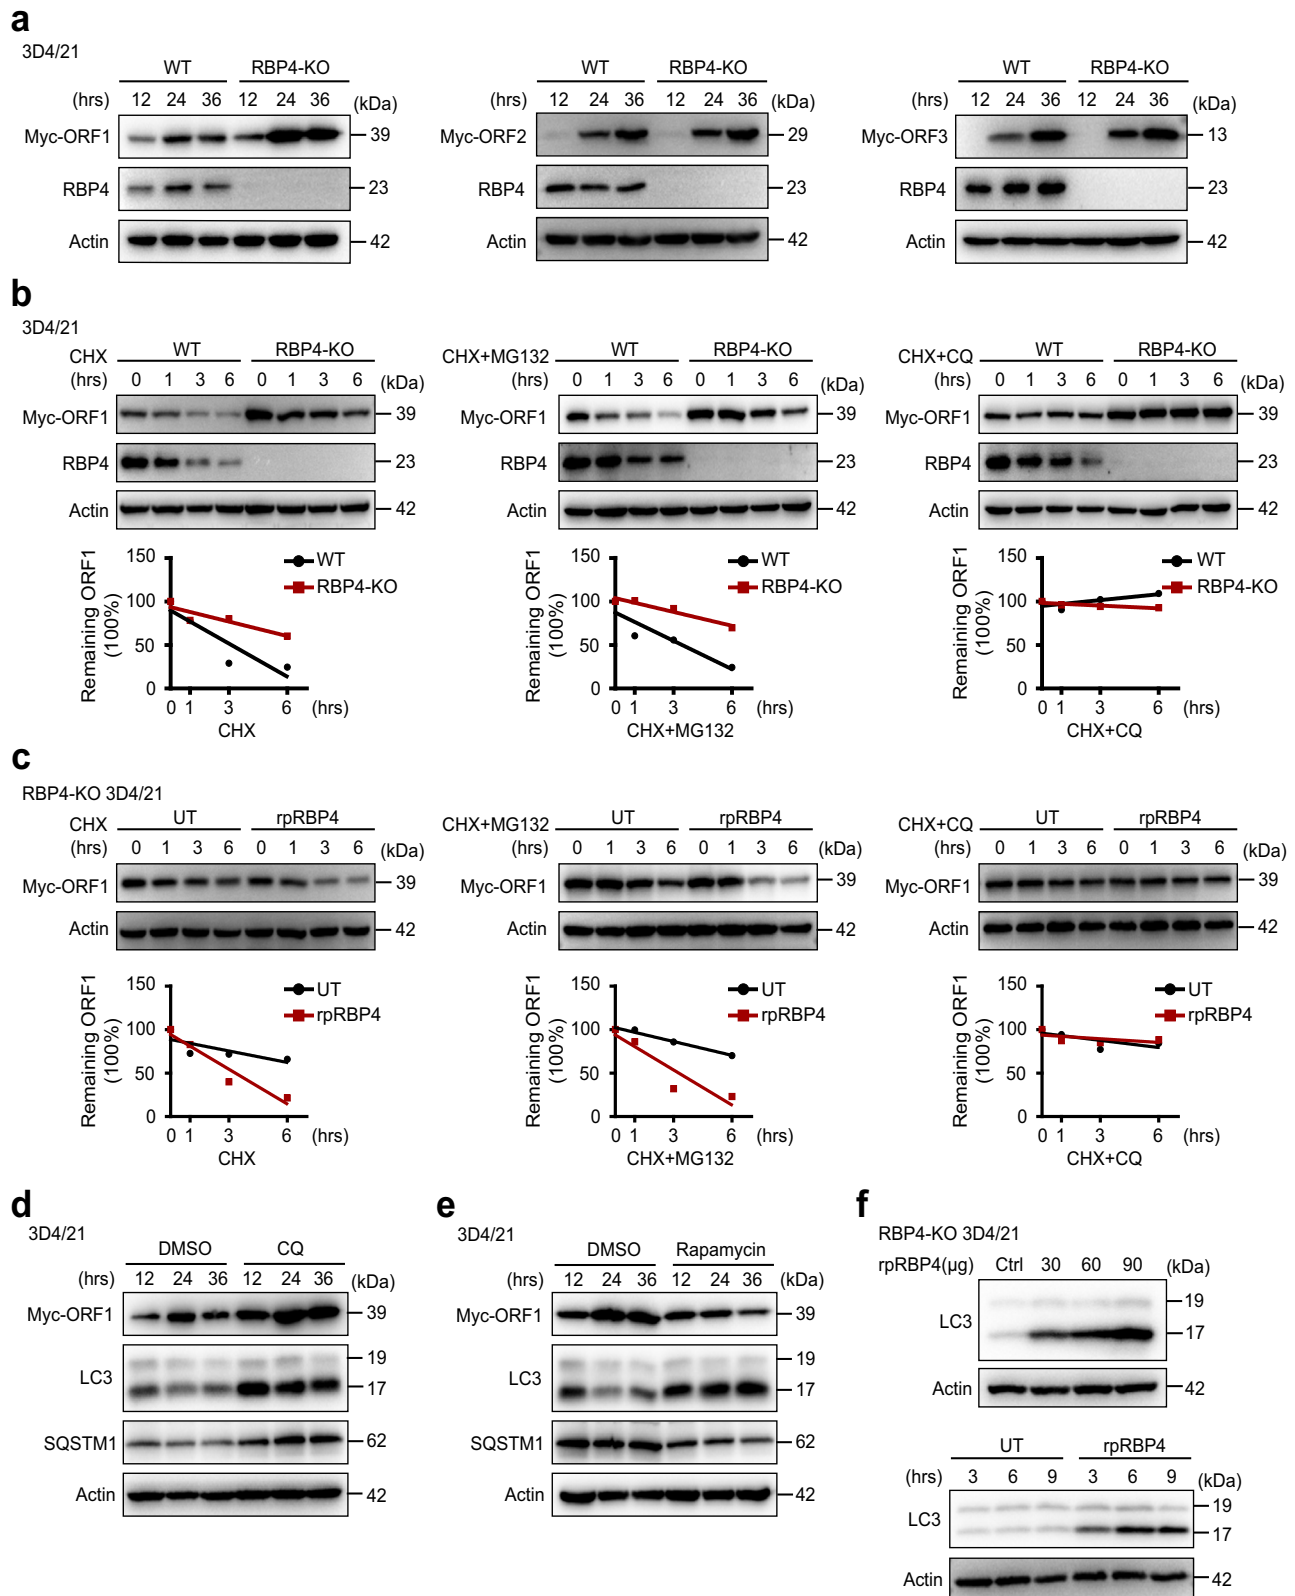 a
3D4/21
WT RBP4-KO
(hrs) 12 24 36 12 24 36 (kDa)
Myc-ORF1 39
RBP4 23
Actin 42
WT RBP4-KO
(hrs) 12 24 36 12 24 36 (kDa)
Myc-ORF2 29
RBP4 23
Actin 42
WT RBP4-KO
(hrs) 12 24 36 12 24 36 (kDa)
Myc-ORF3 13
RBP4 23
Actin 42
b
3D4/21
CHX WT RBP4-KO
(hrs) 0 1 3 6 0 1 3 6 (kDa)
Myc-ORF1 39
RBP4 23
Actin 42
CHX+MG132 WT RBP4-KO
(hrs) 0 1 3 6 0 1 3 6 (kDa)
Myc-ORF1 39
RBP4 23
Actin 42
CHX+CQ WT RBP4-KO
(hrs) 0 1 3 6 0 1 3 6 (kDa)
Myc-ORF1 39
RBP4 23
Actin 42
Remaining ORF1
(100%)
150
100
50
0
WT
RBP4-KO
0 1 3 6 (hrs)
CHX
Remaining ORF1
(100%)
150
100
50
0
WT
RBP4-KO
0 1 3 6 (hrs)
CHX+MG132
Remaining ORF1
(100%)
150
100
50
0
WT
RBP4-KO
0 1 3 6 (hrs)
CHX+CQ
c
RBP4-KO 3D4/21
CHX UT rpRBP4
(hrs) 0 1 3 6 0 1 3 6 (kDa)
Myc-ORF1 39
Actin 42
CHX+MG132 UT rpRBP4
(hrs) 0 1 3 6 0 1 3 6 (kDa)
Myc-ORF1 39
Actin 42
CHX+CQ UT rpRBP4
(hrs) 0 1 3 6 0 1 3 6 (kDa)
Myc-ORF1 39
Actin 42
Remaining ORF1
(100%)
150
100
50
0
UT
rpRBP4
0 1 3 6 (hrs)
CHX
Remaining ORF1
(100%)
150
100
50
0
UT
rpRBP4
0 1 3 6 (hrs)
CHX+MG132
Remaining ORF1
(100%)
150
100
50
0
UT
rpRBP4
0 1 3 6 (hrs)
CHX+CQ
d
3D4/21
DMSO CQ
(hrs) 12 24 36 12 24 36 (kDa)
Myc-ORF1 39
LC3 19
17
SQSTM1 62
Actin 42
e
3D4/21
DMSO Rapamycin
(hrs) 12 24 36 12 24 36 (kDa)
Myc-ORF1 39
LC3 19
17
SQSTM1 62
Actin 42
f
RBP4-KO 3D4/21
rpRBP4(μg) Ctrl 30 60 90 (kDa)
LC3 19
17
Actin 42
UT rpRBP4
(hrs) 3 6 9 3 6 9 (kDa)
LC3 19
17
Actin 42